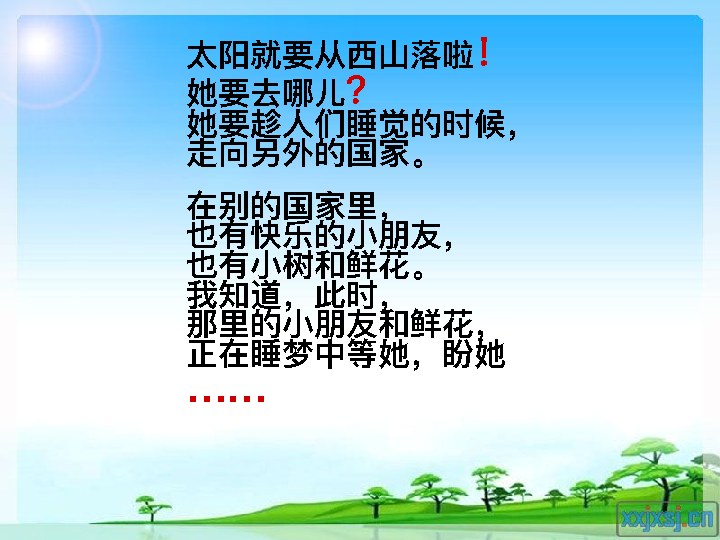 太阳就要从西山落啦！
她要去哪儿？
她要趁人们睡觉的时候，
走向另外的国家。
在别的国家里，
也有快乐的小朋友，
也有小树和鲜花。
我知道，此时，
那里的小朋友和鲜花，
正在睡梦中等她，盼她
……
xxjxsj.cn